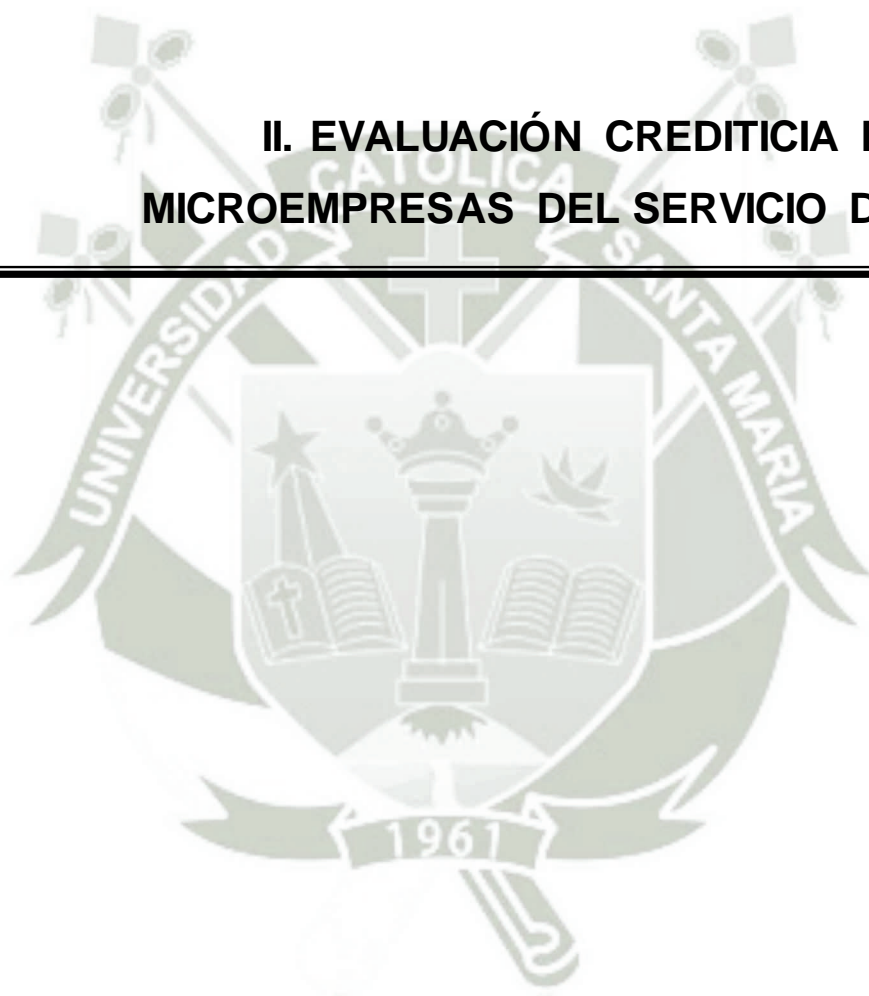 II. EVALUACIÓN CREDITICIA
MICROEMPRESAS DEL SERVICIO
UNIVERSIDAD CATOLICA SANTA MARIA
1961